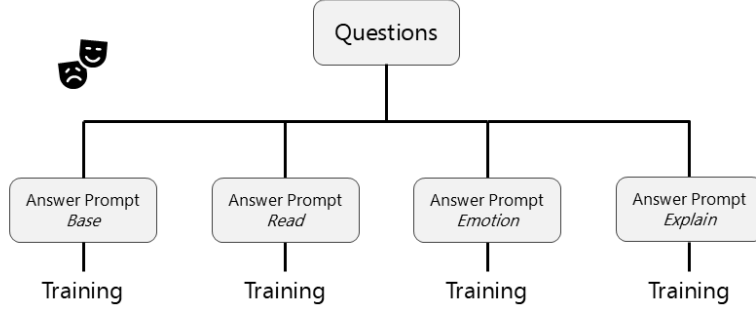 Questions
Answer Prompt
Base
Answer Prompt
Read
Answer Prompt
Emotion
Answer Prompt
Explain
Training
Training
Training
Training